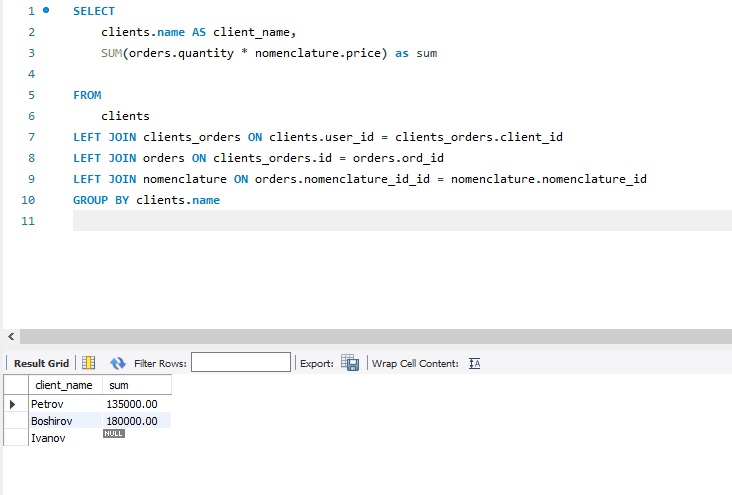 1 SELECT
2 clients.name AS client_name,
3 SUM(orders.quantity * nomenclature.price) as sum
4
5 FROM
6 clients
7 LEFT JOIN clients_orders ON clients.user_id = clients_orders.client_id
8 LEFT JOIN orders ON clients_orders.id = orders.ord_id
9 LEFT JOIN nomenclature ON orders.nomenclature_id_id = nomenclature.nomenclature_id
10 GROUP BY clients.name
11
Result Grid Filter Rows: Export: Wrap Cell Content: IA
client_name sum
Petrov 135000.00
Boshirov 180000.00
Ivanov NULL